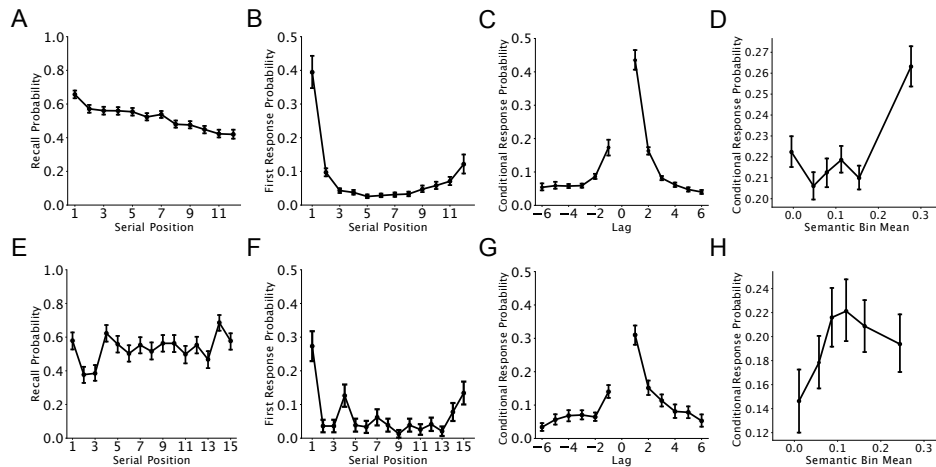 A
B
C
D
Recall Probability
1.0
0.8
0.6
0.4
0.2
0.0
1 3 5 7 9 11
Serial Position
First Response Probability
0.5
0.4
0.3
0.2
0.1
0.0
1 3 5 7 9 11
Serial Position
Conditional Response Probability
0.5
0.4
0.3
0.2
0.1
0.0
−6 −4 −2 0 2 4 6
Lag
Conditional Response Probability
0.27
0.26
0.25
0.24
0.23
0.22
0.21
0.20
0.0 0.1 0.2 0.3
Semantic Bin Mean
E
F
G
H
Recall Probability
1.0
0.8
0.6
0.4
0.2
0.0
1 3 5 7 9 11 13 15
Serial Position
First Response Probability
0.5
0.4
0.3
0.2
0.1
0.0
1 3 5 7 9 11 13 15
Serial Position
Conditional Response Probability
0.5
0.4
0.3
0.2
0.1
0.0
−6 −4 −2 0 2 4 6
Lag
Conditional Response Probability
0.24
0.22
0.20
0.18
0.16
0.14
0.12
0.0 0.1 0.2 0.3
Semantic Bin Mean